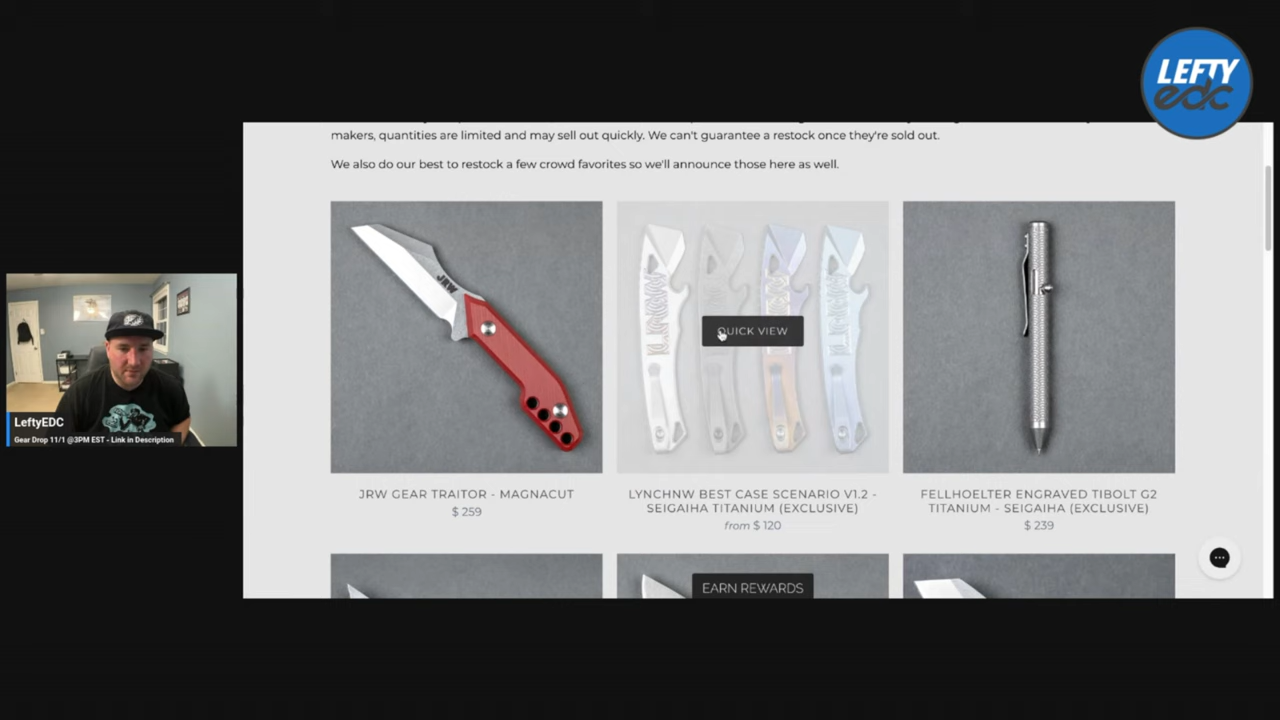 LEFTY
edc
makers, quantities are limited and may sell out quickly. We can't guarantee a restock once they're sold out.
We also do our best to restock a few crowd favorites so we'll announce those here as well.
JRW
QUICK VIEW
LeftyEDC
Gear Drop 11/1 @3PM EST - Link in Description
JRW GEAR TRAITOR - MAGNACUT
$ 259
LYNCHNW BEST CASE SCENARIO V1.2 -
SEIGAIHA TITANIUM (EXCLUSIVE)
from $ 120
FELLHOELTER ENGRAVED TIBOLT G2
TITANIUM - SEIGAIHA (EXCLUSIVE)
$ 239
EARN REWARDS